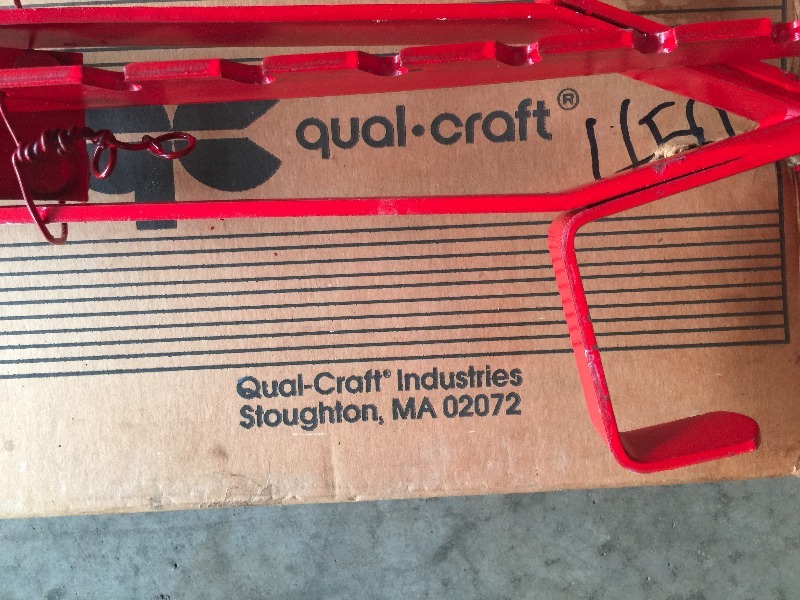 qual•craft®
Qual-Craft® Industries
Stoughton, MA 02072